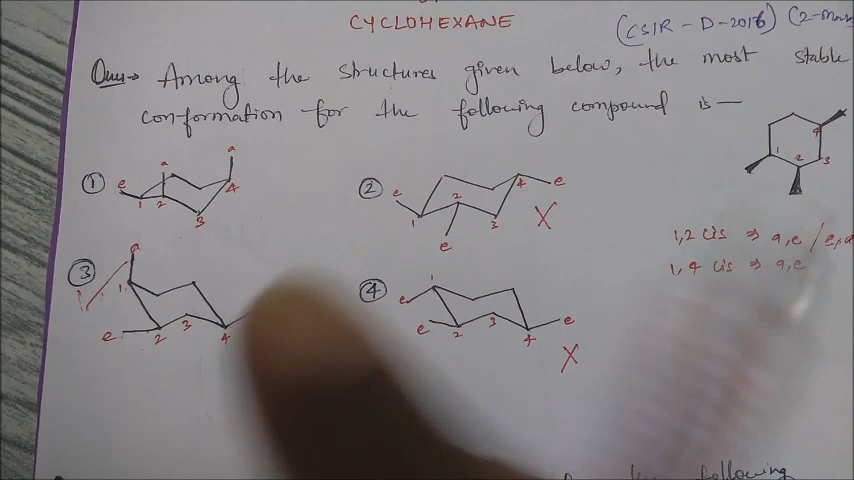 CYCLOHEXANE
(CSIR - D - 2016) (2-mar
Ques→ Among the structures given below, the most stable
conformation for the following compound is —
1 2 3 4
① e 1 a 2 3 a 4
② e 1 2 e 3 4 e X
1,2 cis ⇒ a,e / e,a
1,4 cis ⇒ a,e
③ a 1 e 2 3 4
④ e 1 e 2 3 4 e X
following